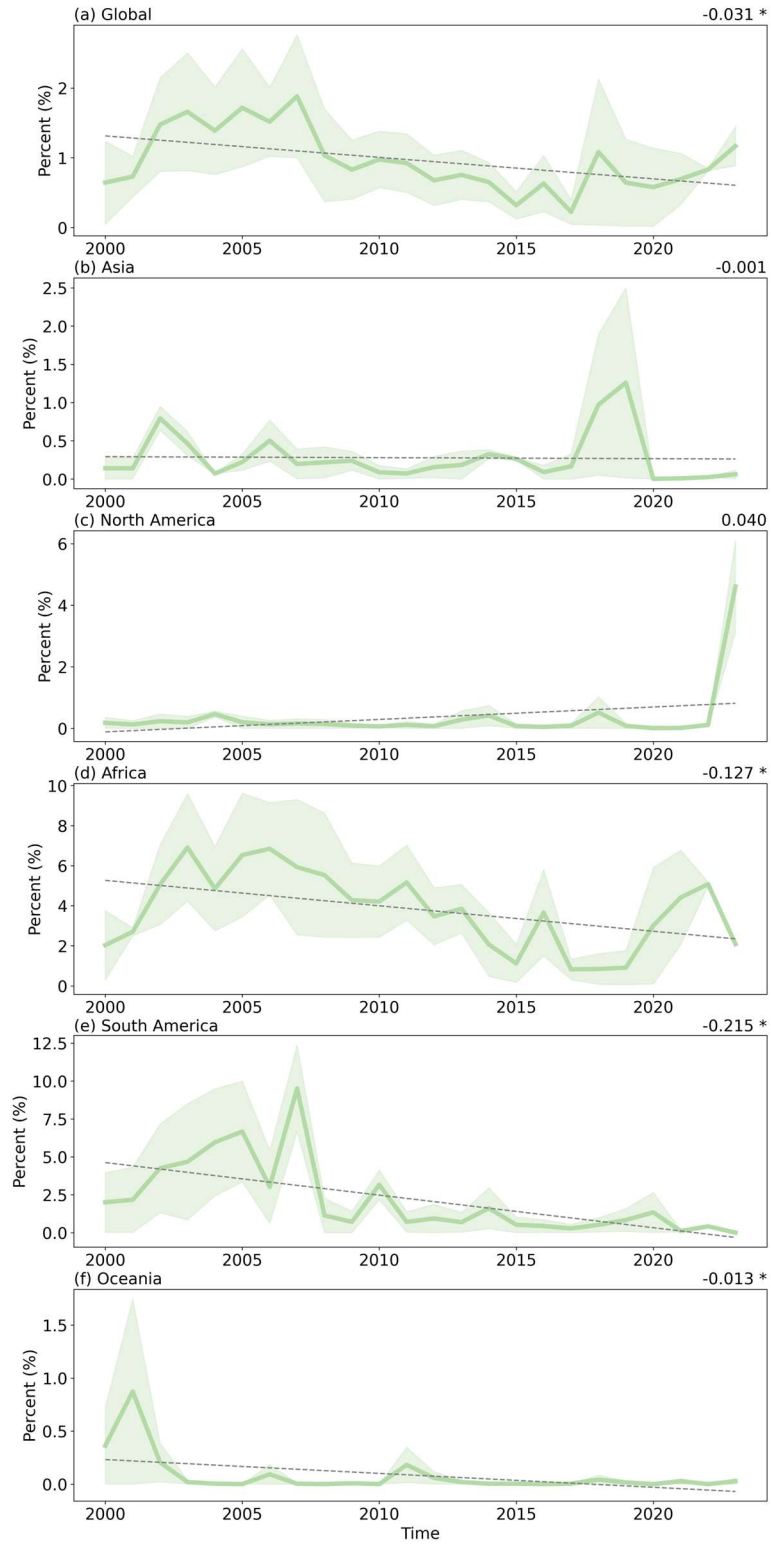 (a) Global -0.031 *
Percent (%)
2
1
0
2000 2005 2010 2015 2020
(b) Asia -0.001
Percent (%)
2.5
2.0
1.5
1.0
0.5
0.0
2000 2005 2010 2015 2020
(c) North America 0.040
Percent (%)
6
4
2
0
2000 2005 2010 2015 2020
(d) Africa -0.127 *
Percent (%)
10
8
6
4
2
0
2000 2005 2010 2015 2020
(e) South America -0.215 *
Percent (%)
12.5
10.0
7.5
5.0
2.5
0.0
2000 2005 2010 2015 2020
(f) Oceania -0.013 *
Percent (%)
1.5
1.0
0.5
0.0
2000 2005 2010 2015 2020
Time